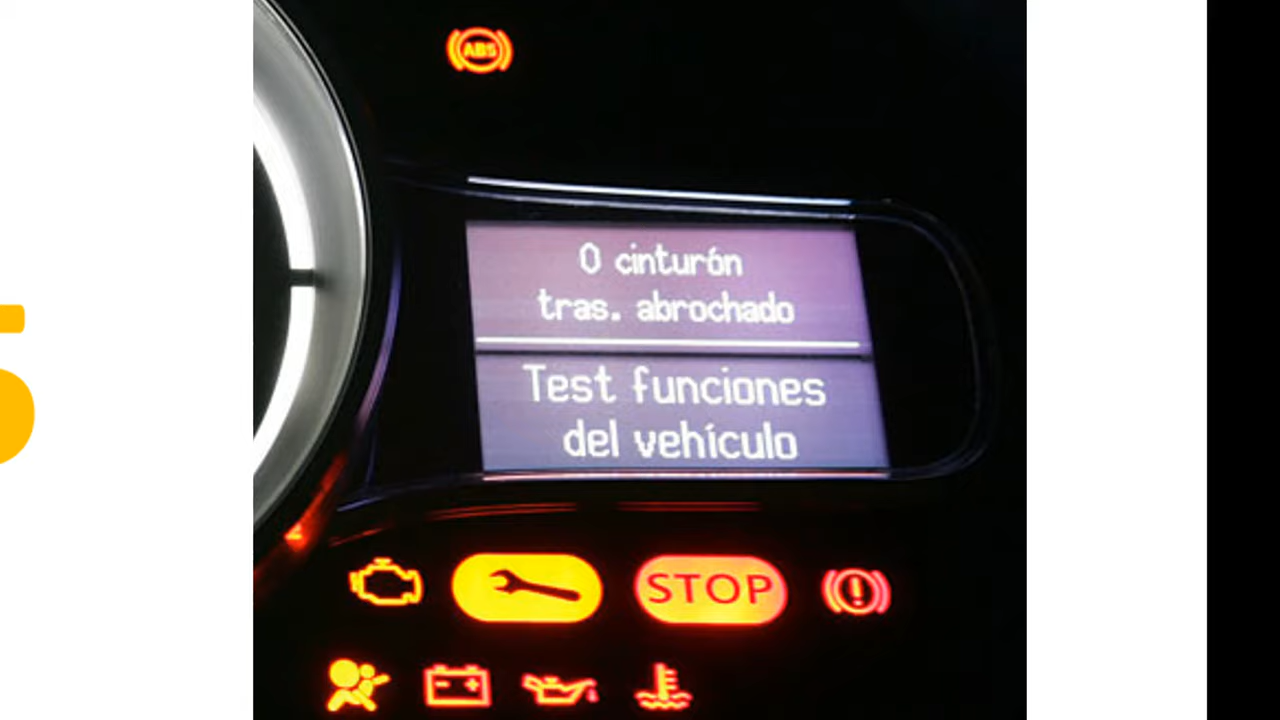 ABS
0 cinturón
tras. abrochado
Test funciones
del vehículo
STOP